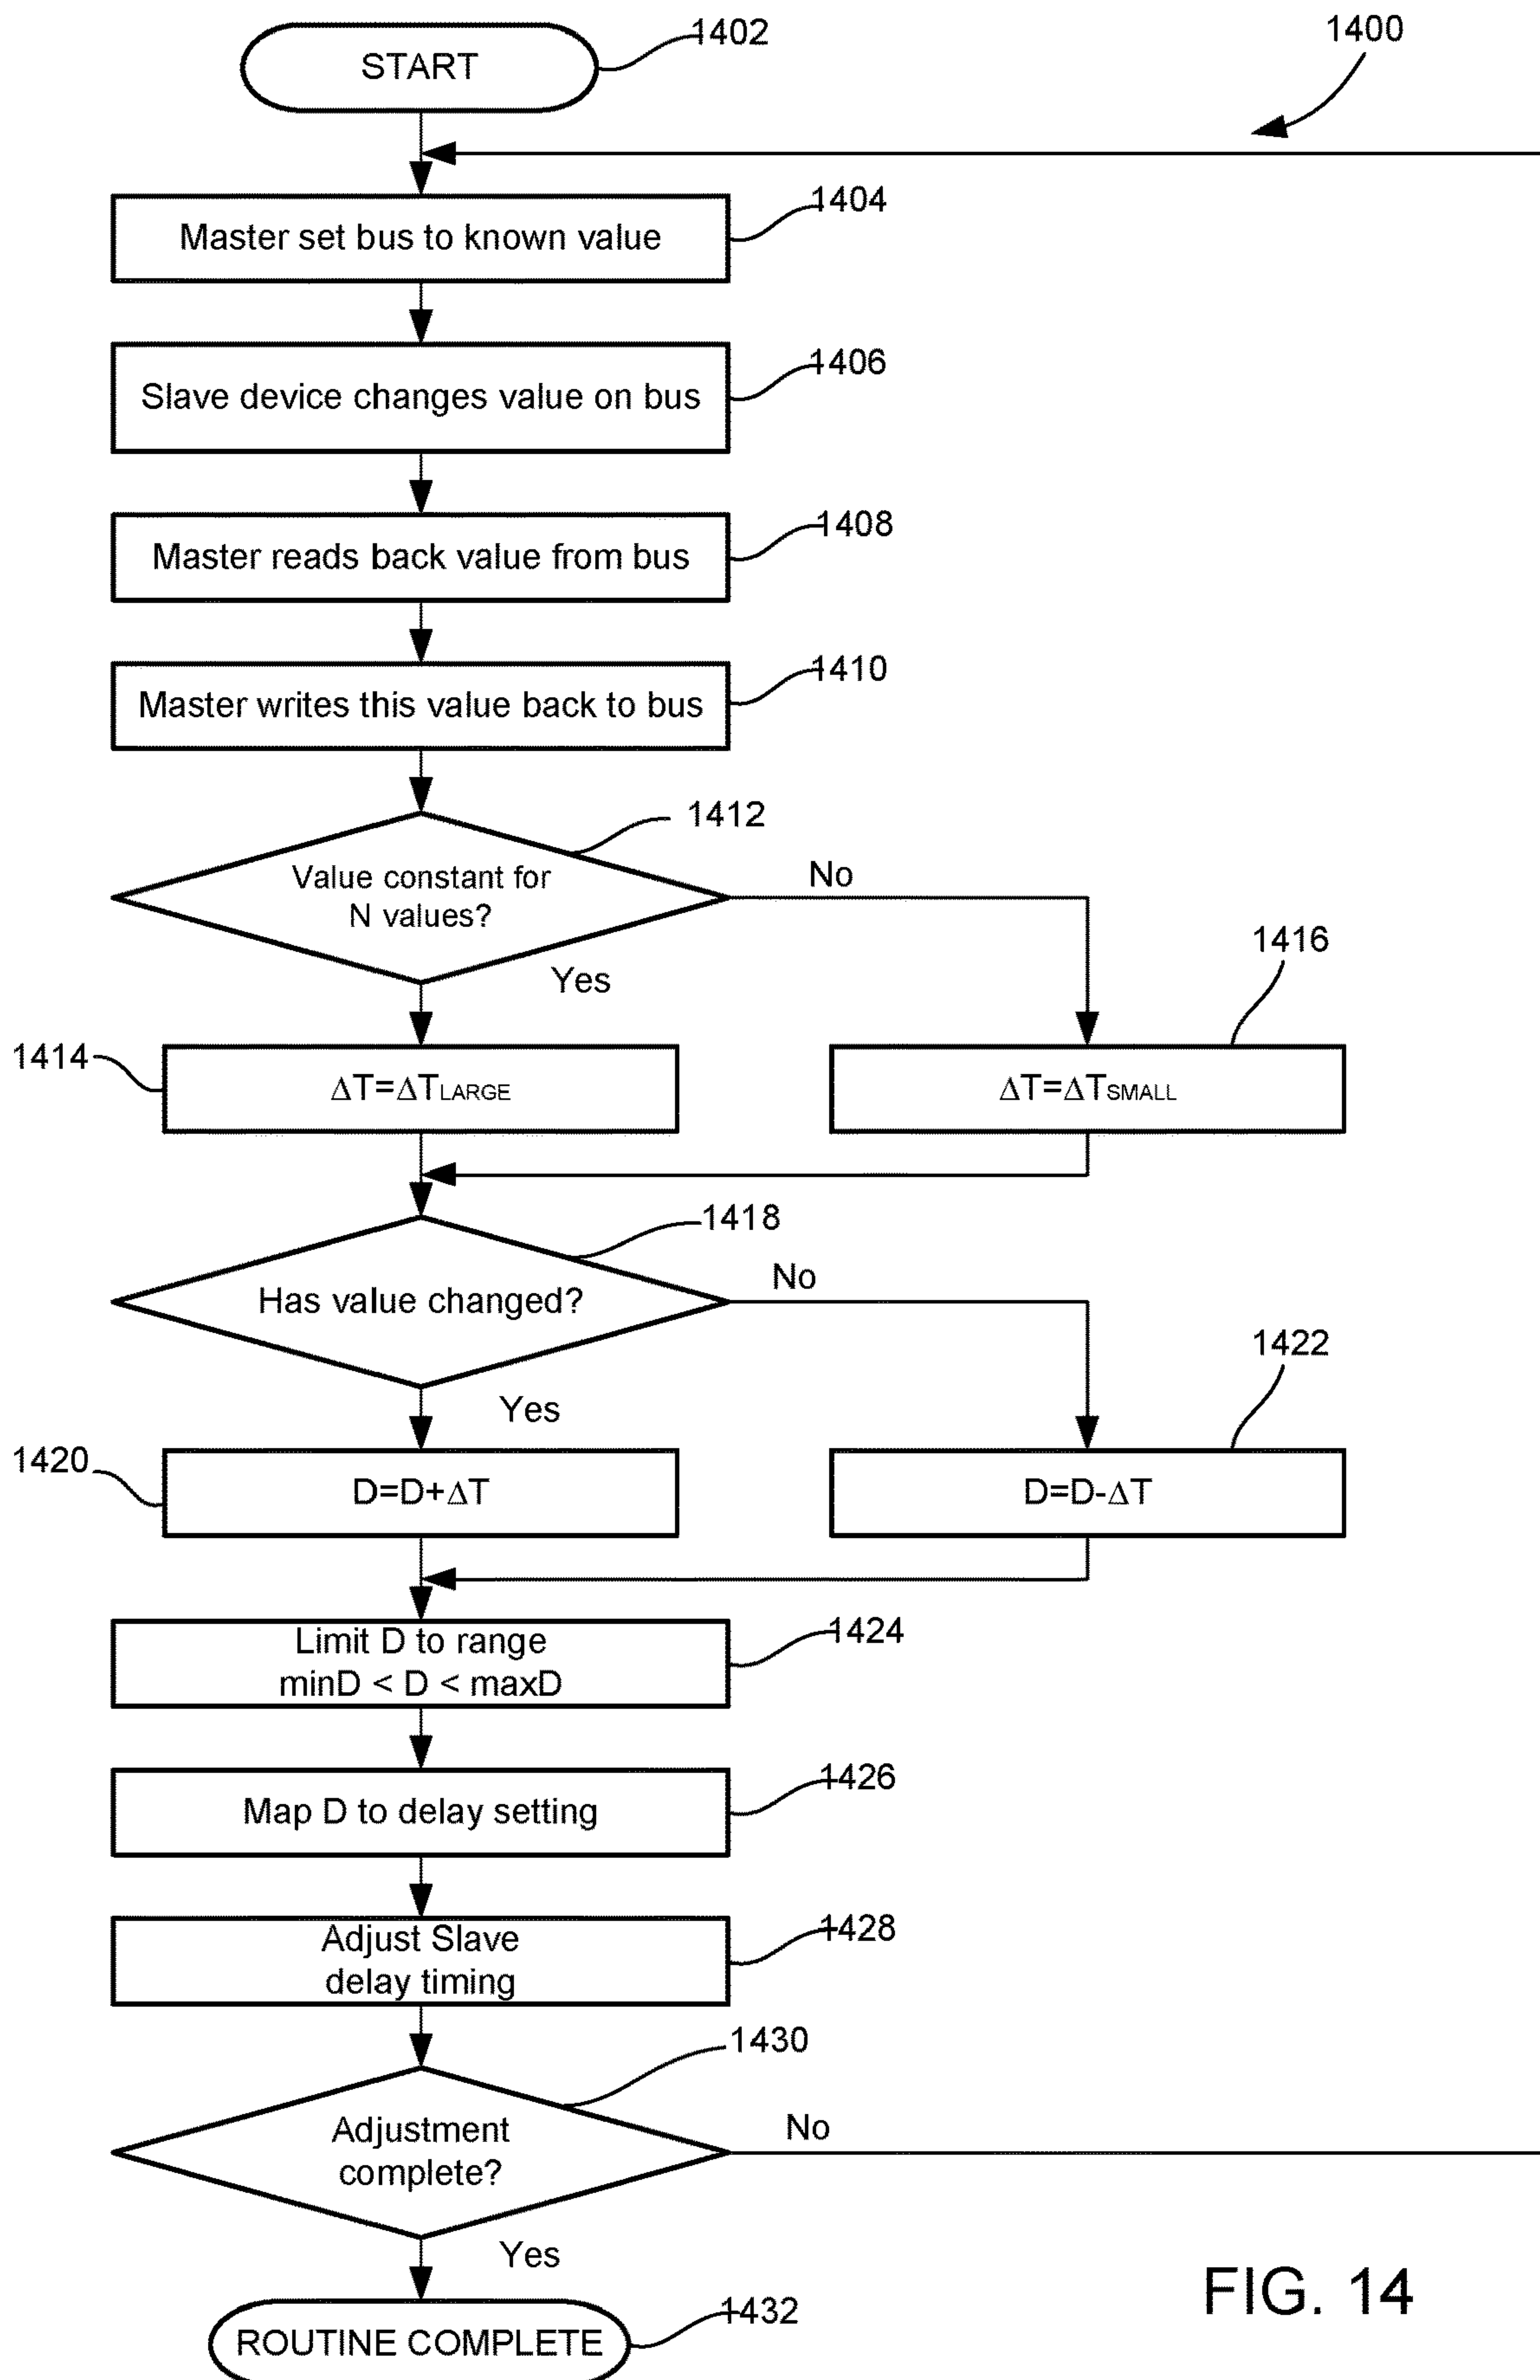 1402
1400
START
1404
Master set bus to known value
1406
Slave device changes value on bus
1408
Master reads back value from bus
1410
Master writes this value back to bus
1412
Value constant for
N values?
No
Yes
1416
1414
ΔT=ΔTLARGE
ΔT=ΔTSMALL
1418
Has value changed?
No
Yes
1422
1420
D=D+ΔT
D=D-ΔT
1424
Limit D to range
minD < D < maxD
1426
Map D to delay setting
1428
Adjust Slave
delay timing
1430
Adjustment
complete?
No
Yes
1432
ROUTINE COMPLETE
FIG. 14